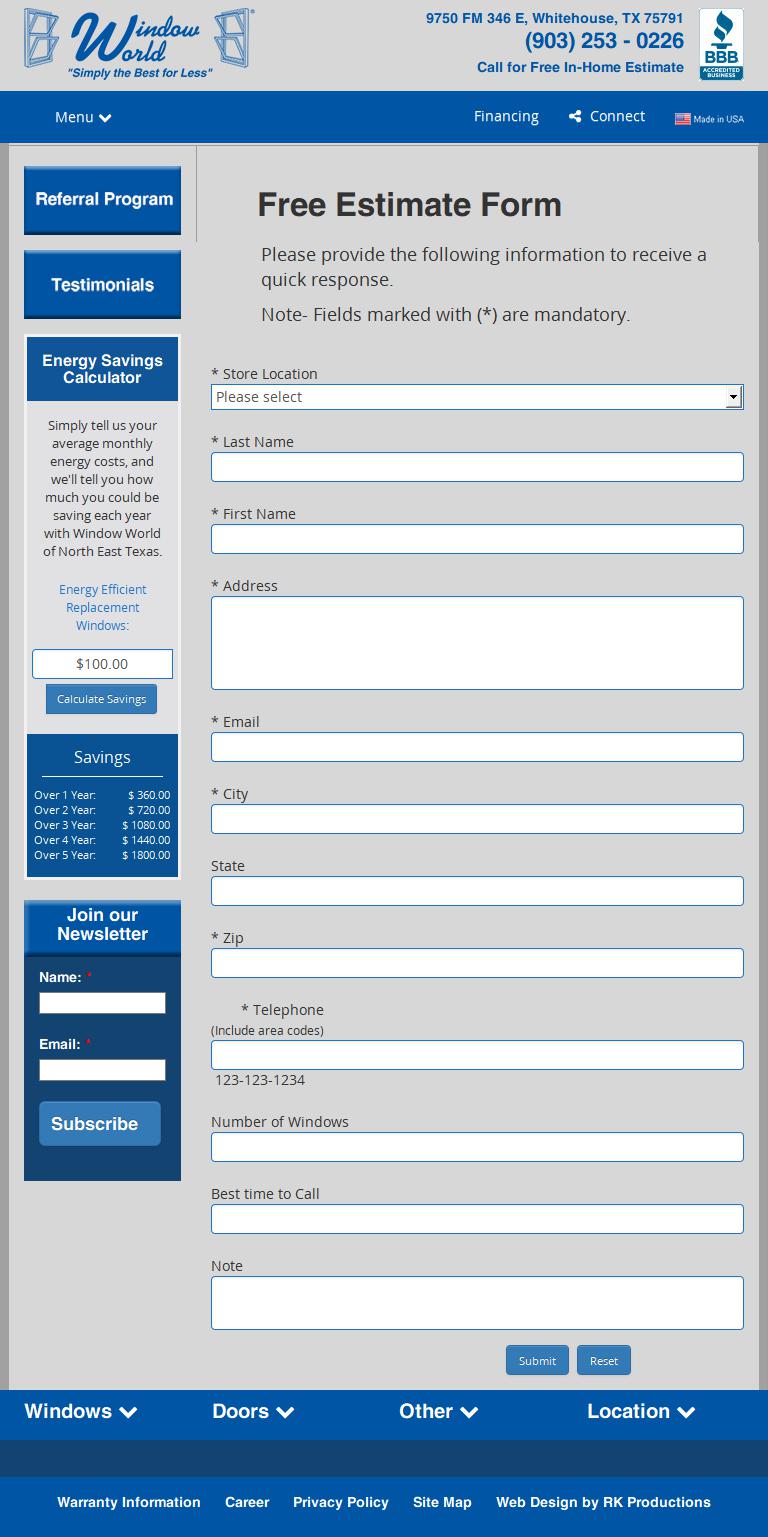 Window World
"Simply the Best for Less"
9750 FM 346 E, Whitehouse, TX 75791
(903) 253 - 0226
Call for Free In-Home Estimate
BBB
ACCREDITED BUSINESS
Menu
Financing
Connect
Made in USA
Referral Program
Testimonials
Energy Savings
Calculator
Simply tell us your
average monthly
energy costs, and
we'll tell you how
much you could be
saving each year
with Window World
of North East Texas.
Energy Efficient
Replacement
Windows:
$100.00
Calculate Savings
Savings
Over 1 Year: $ 360.00
Over 2 Year: $ 720.00
Over 3 Year: $ 1080.00
Over 4 Year: $ 1440.00
Over 5 Year: $ 1800.00
Join our
Newsletter
Name: *
Email: *
Subscribe
Free Estimate Form
Please provide the following information to receive a
quick response.
Note- Fields marked with (*) are mandatory.
* Store Location
Please select
* Last Name
* First Name
* Address
* Email
* City
State
* Zip
* Telephone
(Include area codes)
123-123-1234
Number of Windows
Best time to Call
Note
Submit
Reset
Windows
Doors
Other
Location
Warranty Information
Career
Privacy Policy
Site Map
Web Design by RK Productions